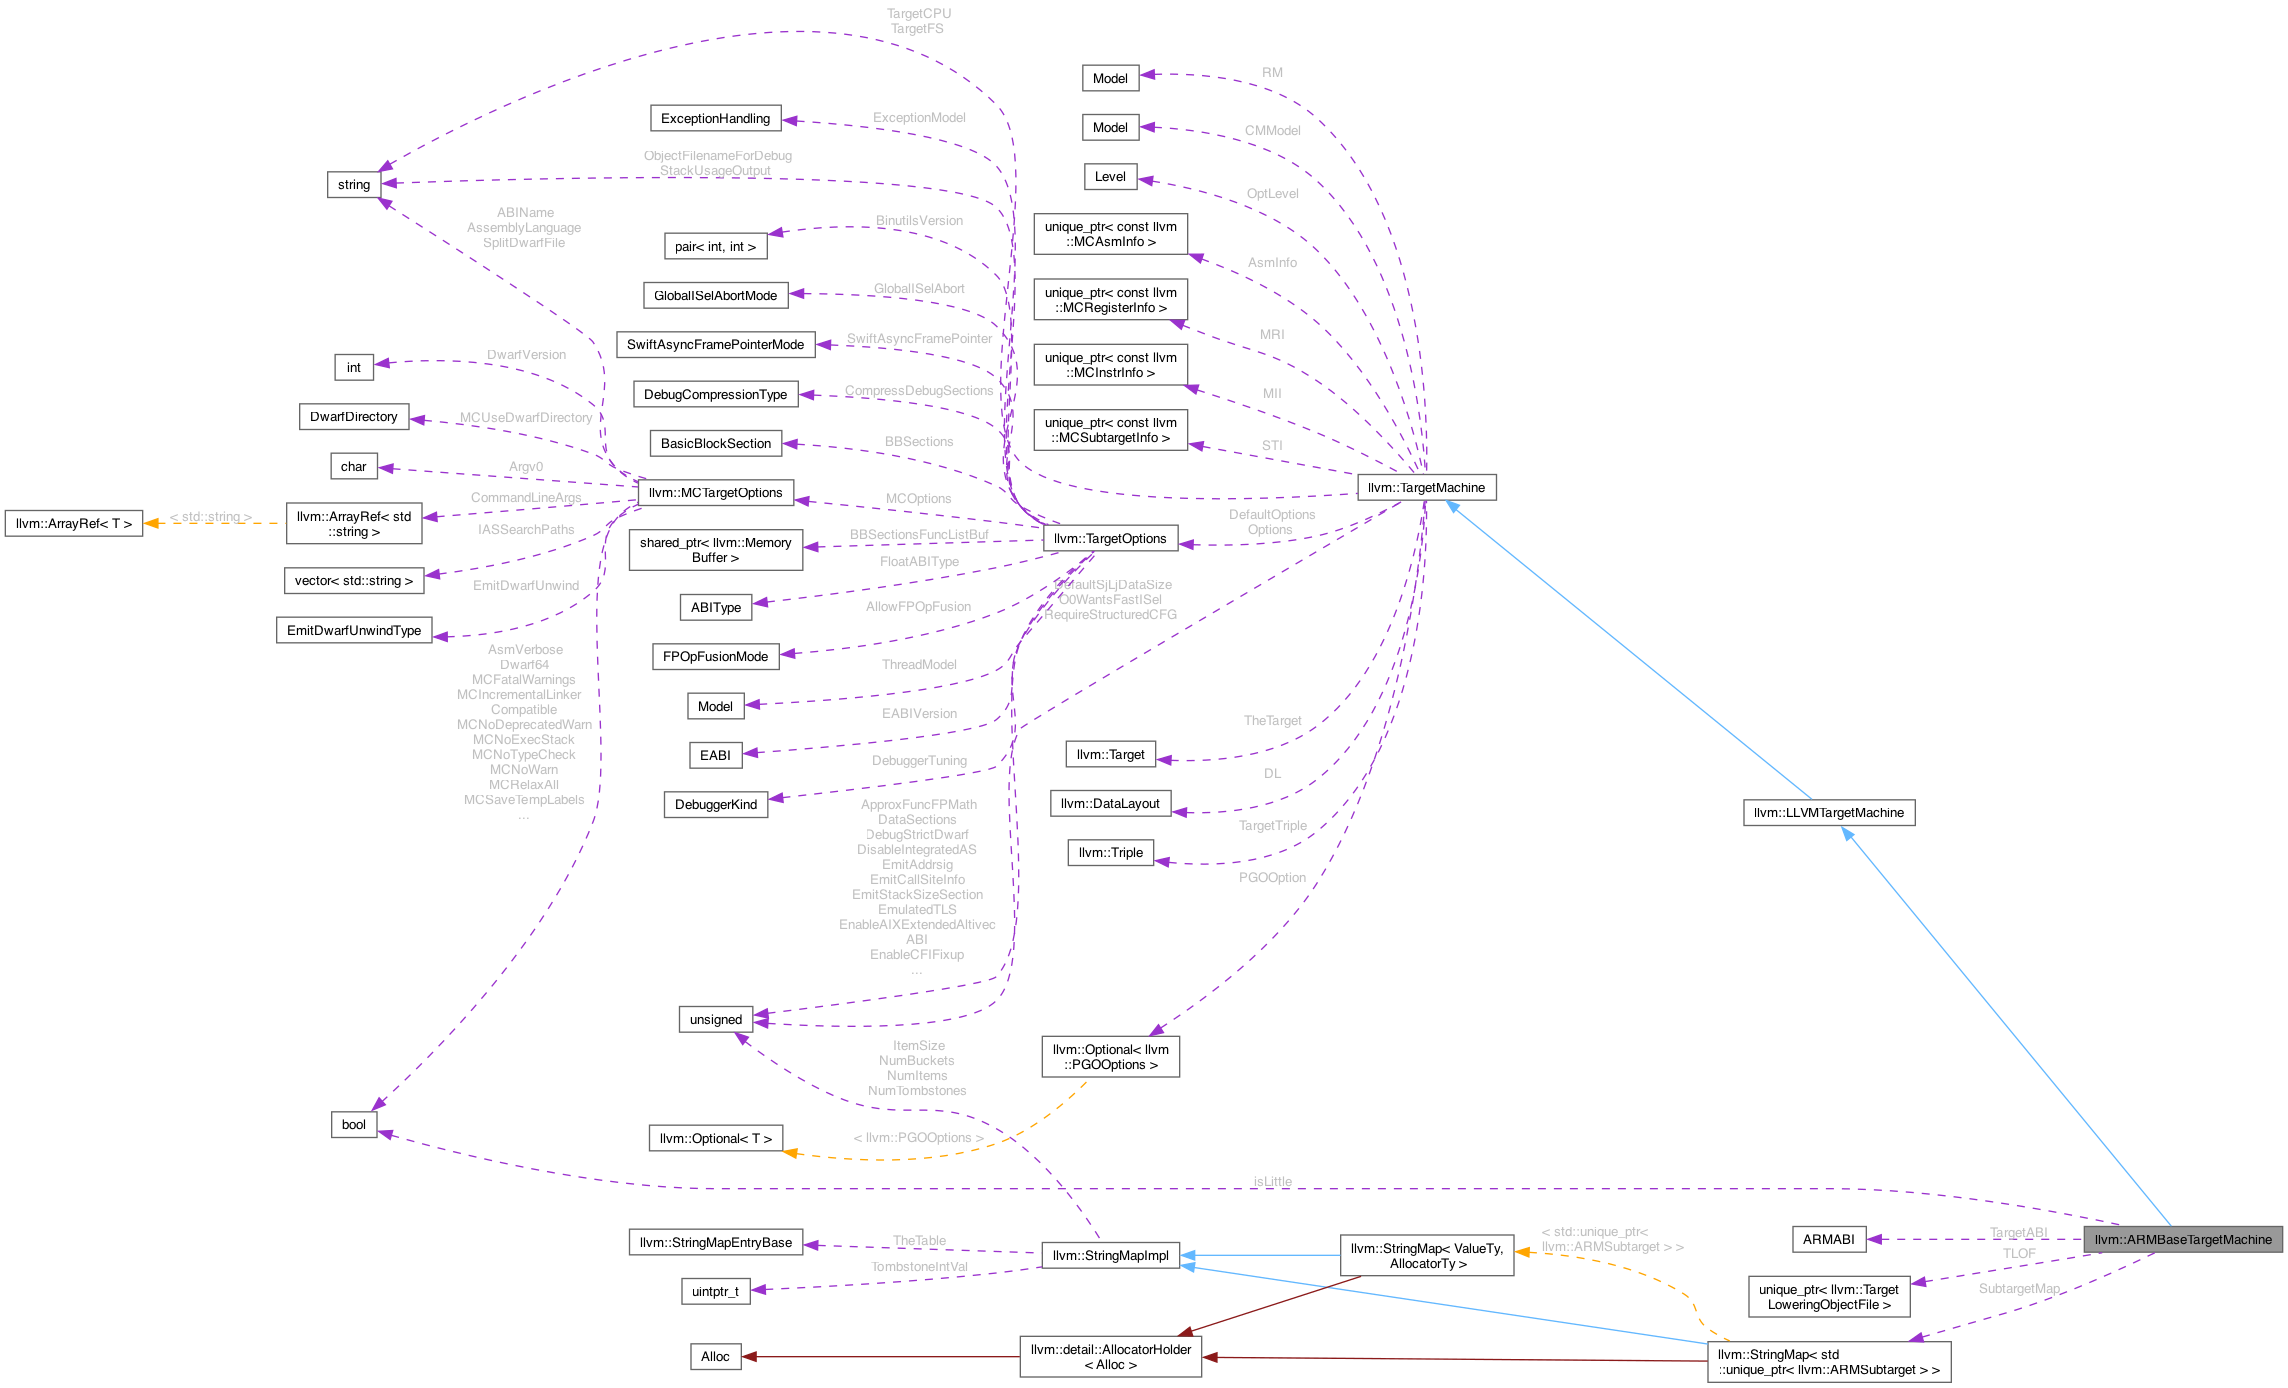 TargetCPU
TargetFS
Model
RM
ExceptionHandling
ExceptionModel
Model
CMModel
ObjectFilenameForDebug
StackUsageOutput
string
Level
OptLevel
ABIName
AssemblyLanguage
SplitDwarfFile
BinutilsVersion
pair< int, int >
unique_ptr< const llvm
::MCAsmInfo >
AsmInfo
GlobalISelAbortMode
GlobalISelAbort
unique_ptr< const llvm
::MCRegisterInfo >
MRI
SwiftAsyncFramePointerMode
SwiftAsyncFramePointer
int
DwarfVersion
unique_ptr< const llvm
::MCInstrInfo >
MII
DebugCompressionType
CompressDebugSections
DwarfDirectory
MCUseDwarfDirectory
BasicBlockSection
BBSections
unique_ptr< const llvm
::MCSubtargetInfo >
STI
char
Argv0
llvm::MCTargetOptions
MCOptions
llvm::TargetMachine
llvm::ArrayRef< T >
< std::string >
llvm::ArrayRef< std
::string >
CommandLineArgs
IASSearchPaths
shared_ptr< llvm::Memory
Buffer >
BBSectionsFuncListBuf
llvm::TargetOptions
DefaultOptions
Options
vector< std::string >
EmitDwarfUnwind
FloatABIType
ABIType
DefaultSjLjDataSize
O0WantsFastISel
RequireStructuredCFG
EmitDwarfUnwindType
AllowFPOpFusion
FPOpFusionMode
AsmVerbose
Dwarf64
MCFatalWarnings
MCIncrementalLinker
Compatible
MCNoDeprecatedWarn
MCNoExecStack
MCNoTypeCheck
MCNoWarn
MCRelaxAll
MCSaveTempLabels
...
ThreadModel
Model
EABIVersion
EABI
TheTarget
llvm::Target
DebuggerTuning
DebuggerKind
DL
llvm::DataLayout
llvm::LLVMTargetMachine
TargetTriple
llvm::Triple
PGOOption
ApproxFuncFPMath
DataSections
DebugStrictDwarf
DisableIntegratedAS
EmitAddrsig
EmitCallSiteInfo
EmitStackSizeSection
EmulatedTLS
EnableAIXExtendedAltivec
ABI
EnableCFIFixup
...
unsigned
ItemSize
NumBuckets
NumItems
NumTombstones
llvm::Optional< llvm
::PGOOptions >
bool
llvm::Optional< T >
< llvm::PGOOptions >
isLittle
llvm::StringMapEntryBase
TheTable
llvm::StringMapImpl
llvm::StringMap< ValueTy,
AllocatorTy >
< std::unique_ptr<
llvm::ARMSubtarget > >
ARMABI
TargetABI
llvm::ARMBaseTargetMachine
TLOF
uintptr_t
TombstoneIntVal
unique_ptr< llvm::Target
LoweringObjectFile >
SubtargetMap
Alloc
llvm::detail::AllocatorHolder
< Alloc >
llvm::StringMap< std
::unique_ptr< llvm::ARMSubtarget > >